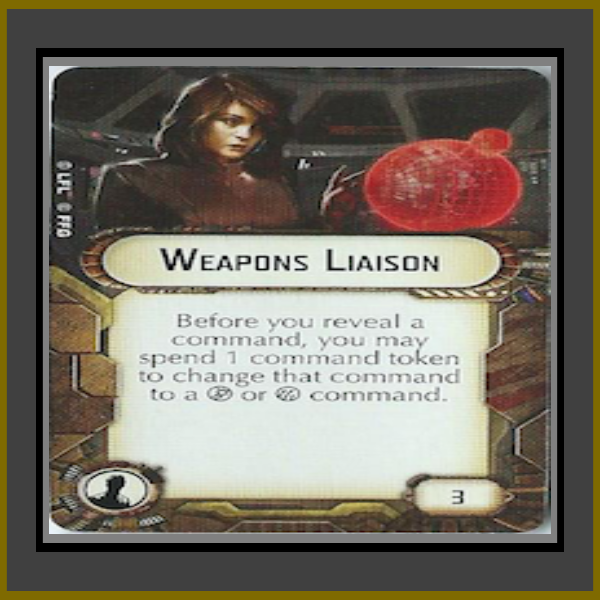 © LFL © FFG
WEAPONS LIAISON
Before you reveal a
command, you may
spend 1 command token
to change that command
to a or command.
3